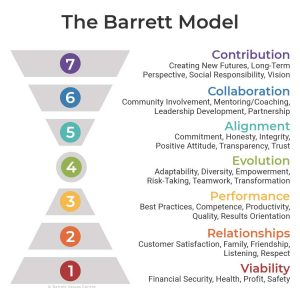 The Barrett Model
7
Contribution
Creating New Futures, Long-Term
Perspective, Social Responsibility, Vision
6
Collaboration
Community Involvement, Mentoring/Coaching,
Leadership Development, Partnership
5
Alignment
Commitment, Honesty, Integrity,
Positive Attitude, Transparency, Trust
4
Evolution
Adaptability, Diversity, Empowerment,
Risk-Taking, Teamwork, Transformation
3
Performance
Best Practices, Competence, Productivity,
Quality, Results Orientation
2
Relationships
Customer Satisfaction, Family, Friendship,
Listening, Respect
1
Viability
Financial Security, Health, Profit, Safety
© Barrett Values Centre